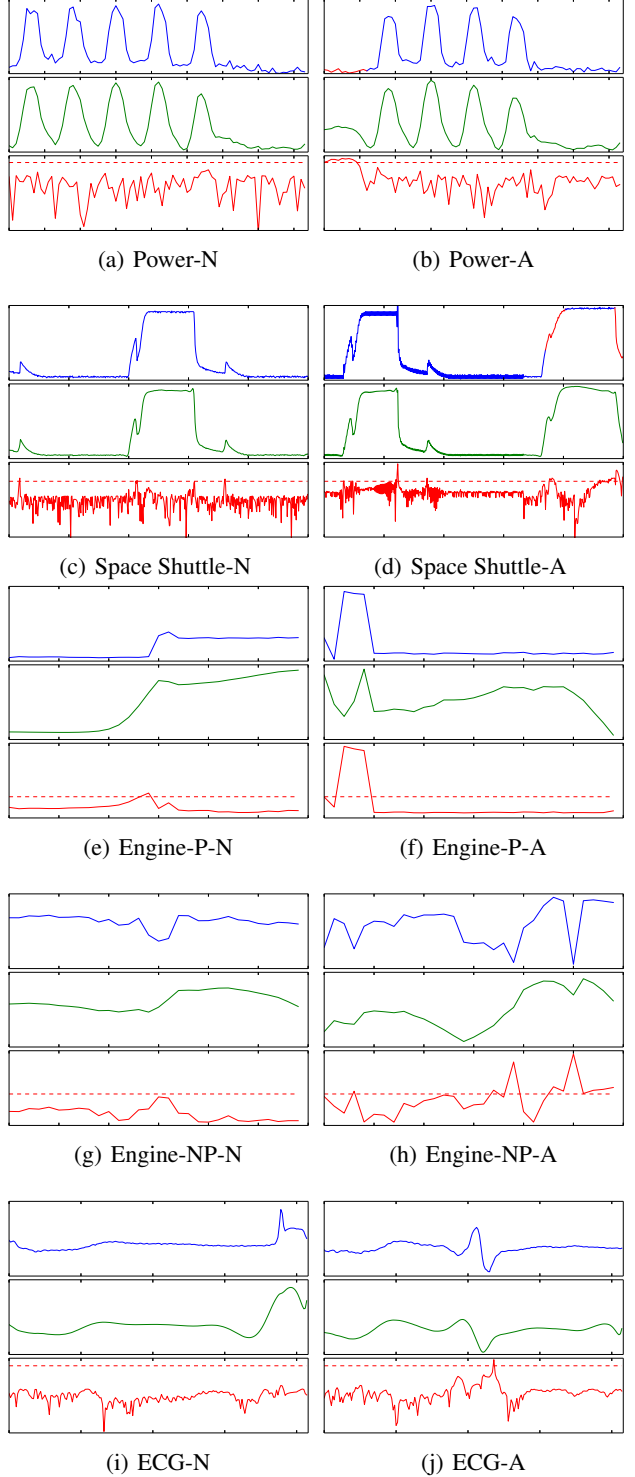 (a) Power-N
(b) Power-A
(c) Space Shuttle-N
(d) Space Shuttle-A
(e) Engine-P-N
(f) Engine-P-A
(g) Engine-NP-N
(h) Engine-NP-A
(i) ECG-N
(j) ECG-A